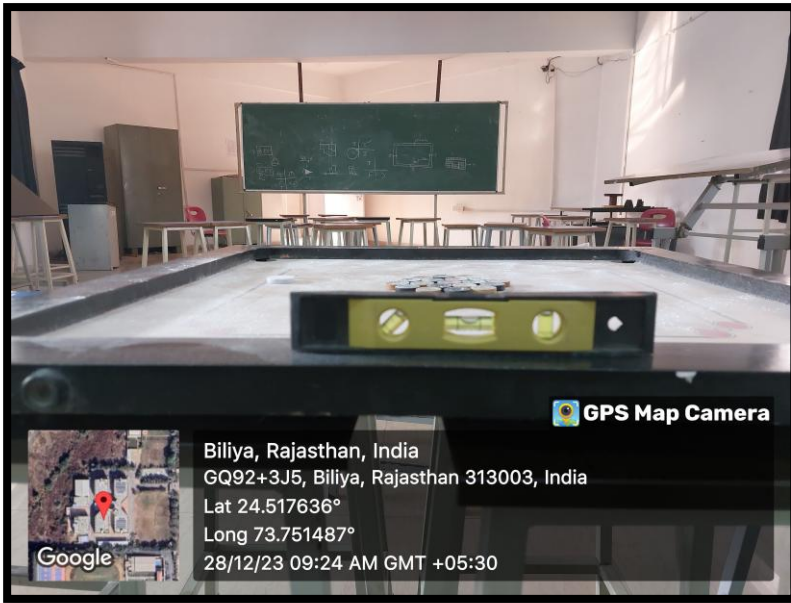 GPS Map Camera
Biliya, Rajasthan, India
GQ92+3J5, Biliya, Rajasthan 313003, India
Lat 24.517636°
Long 73.751487°
28/12/23 09:24 AM GMT +05:30
Google